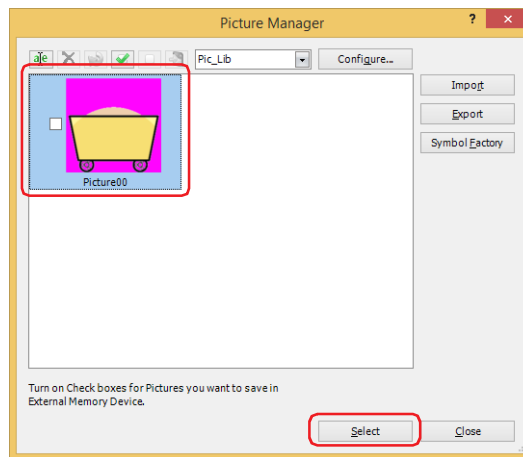 Picture Manager
? ×
a|e Pic_Lib Configure...
Import
Export
Symbol Factory
Picture00
Turn on Check boxes for Pictures you want to save in
External Memory Device.
Select Close